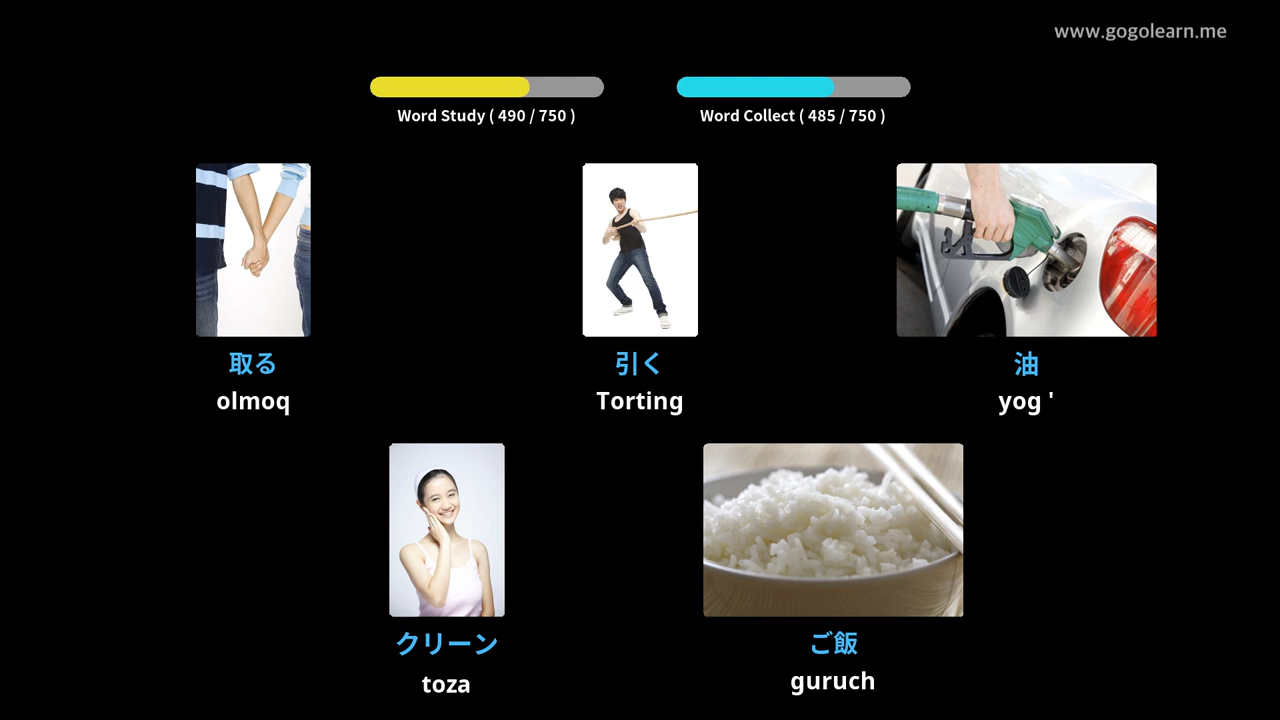 www.gogolearn.me
Word Study ( 490 / 750 )
Word Collect ( 485 / 750 )
取る
olmoq
引く
Torting
油
yog '
クリーン
toza
ご飯
guruch